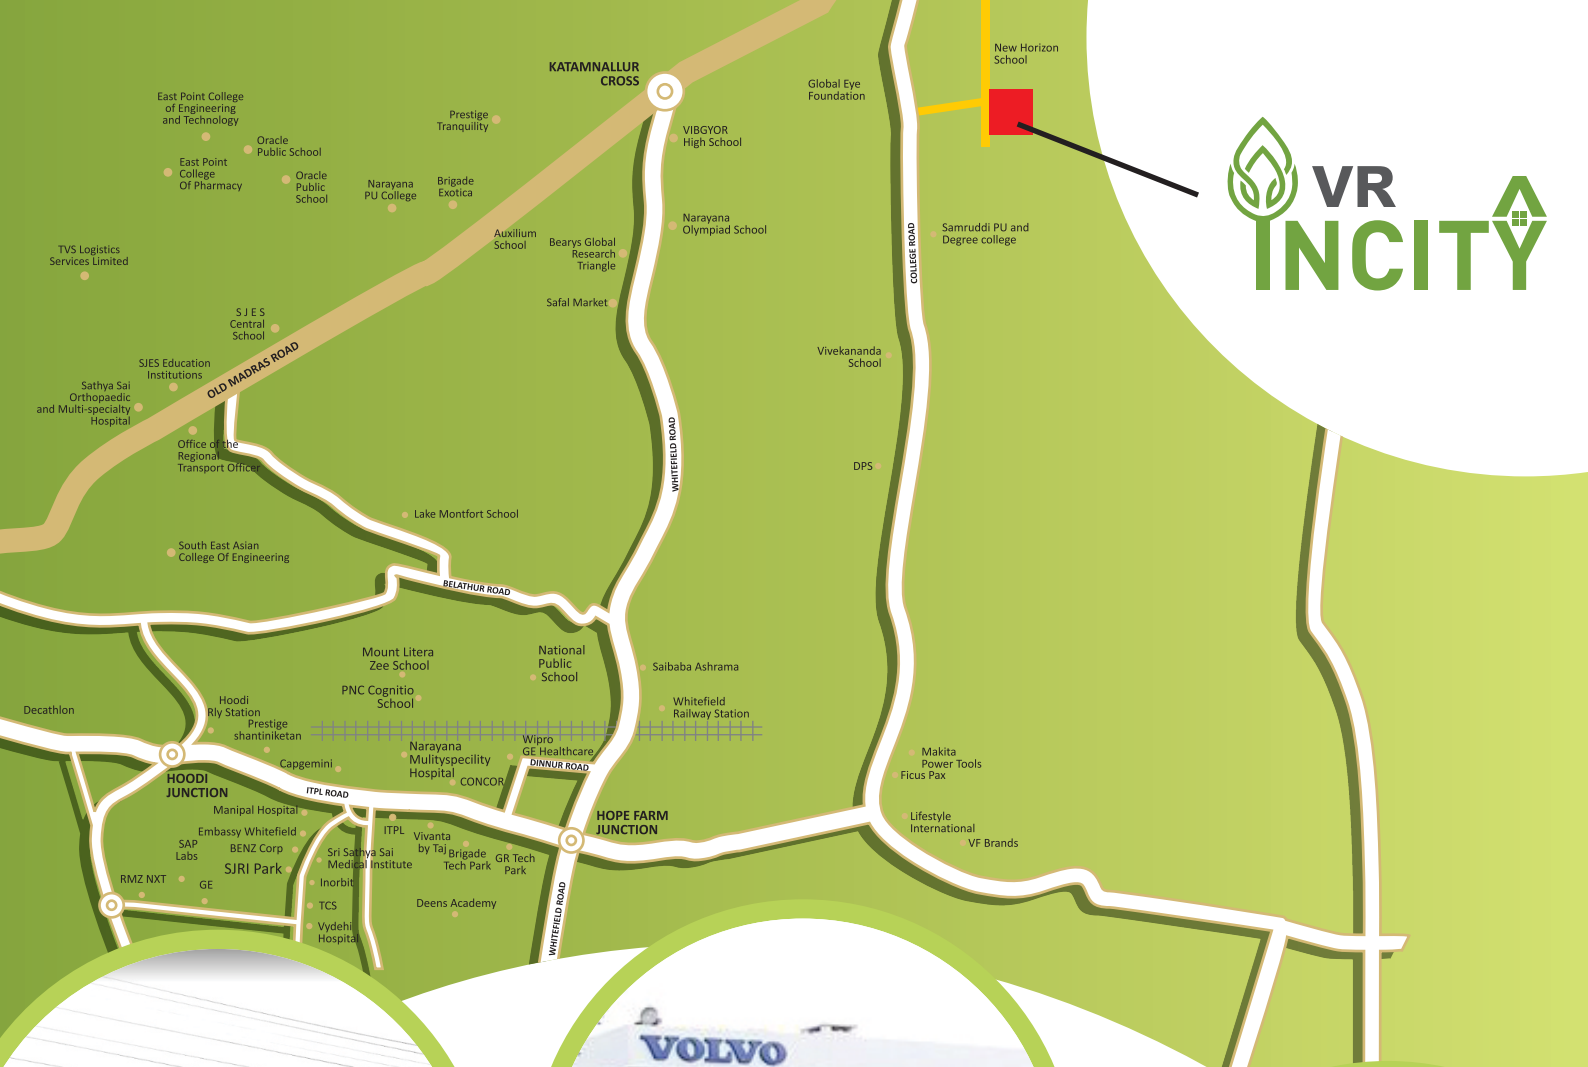 New Horizon
School
KATAMNALLUR
CROSS
Global Eye
Foundation
East Point College
of Engineering
and Technology
Prestige
Tranquility
Oracle
Public School
VIBGYOR
High School
East Point
College
Of Pharmacy
Oracle
Public
School
Narayana
PU College
Brigade
Exotica
VR
INCITY
Auxilium
School
Bearys Global
Research
Triangle
Narayana
Olympiad School
COLLEGE ROAD
Samruddi PU and
Degree college
TVS Logistics
Services Limited
Safal Market
S J E S
Central
School
OLD MADRAS ROAD
SJES Education
Institutions
Vivekananda
School
Sathya Sai
Orthopaedic
and Multi-specialty
Hospital
Office of the
Regional
Transport Officer
WHITEFIELD ROAD
DPS
Lake Montfort School
South East Asian
College Of Engineering
BELATHUR ROAD
Mount Litera
Zee School
National
Public
School
Saibaba Ashrama
PNC Cognitio
School
Whitefield
Railway Station
Decathlon
Hoodi
Rly Station
Prestige
shantiniketan
Wipro
GE Healthcare
Narayana
Mulityspecility
Hospital
DINNUR ROAD
Makita
Power Tools
Ficus Pax
Capgemini
CONCOR
HOODI
JUNCTION
ITPL ROAD
Manipal Hospital
HOPE FARM
JUNCTION
Lifestyle
International
Embassy Whitefield
ITPL
Vivanta
by Taj
VF Brands
SAP
Labs
BENZ Corp
Sri Sathya Sai
Medical Institute
Brigade
Tech Park
GR Tech
Park
SJRI Park
RMZ NXT
GE
Inorbit
TCS
Deens Academy
WHITEFIELD ROAD
Vydehi
Hospital
VOLVO